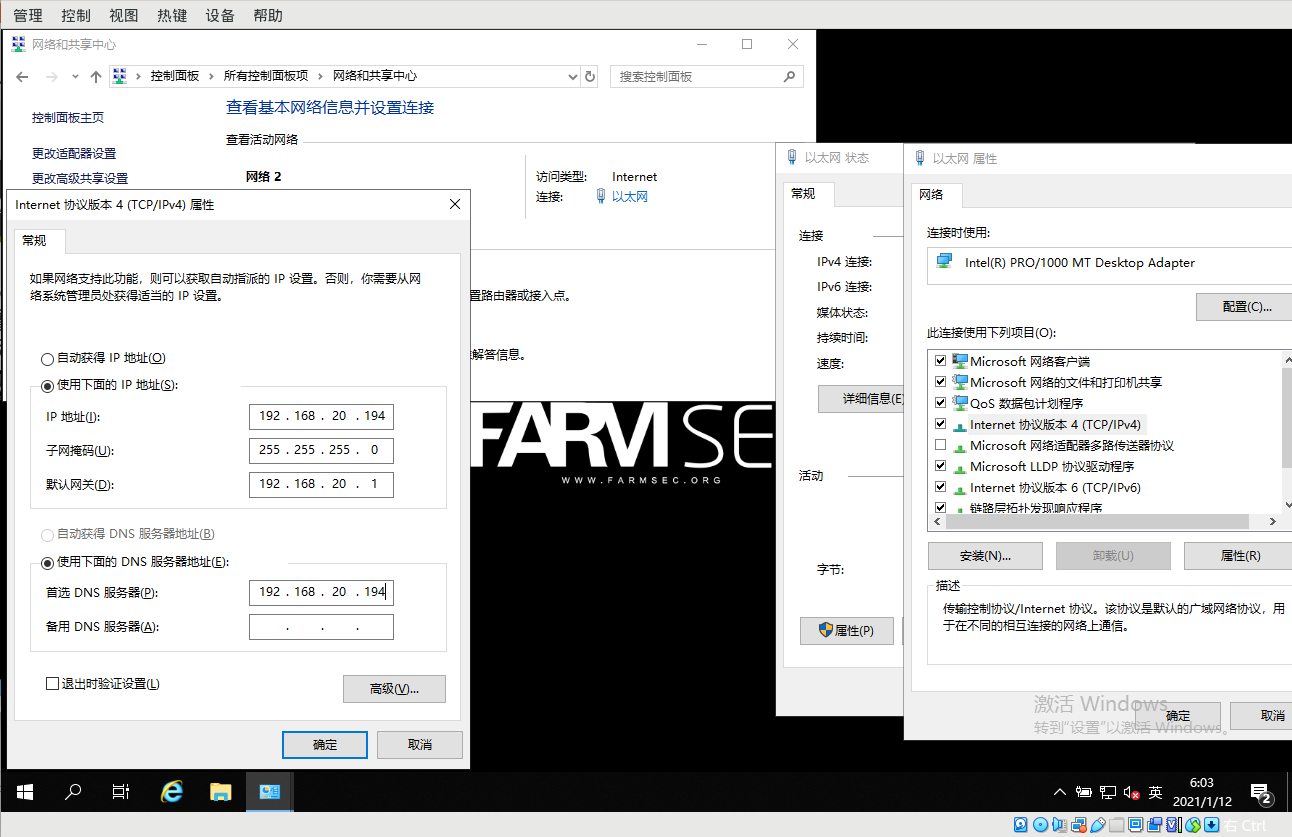 管理 控制 视图 热键 设备 帮助
网络和共享中心
控制面板 所有控制面板项 网络和共享中心
搜索控制面板
控制面板主页
更改适配器设置
更改高级共享设置
查看基本网络信息并设置连接
查看活动网络
网络 2
访问类型: Internet
连接: 以太网
置路由器或接入点。
解答信息。
Internet 协议版本 4 (TCP/IPv4) 属性
常规
如果网络支持此功能，则可以获取自动指派的 IP 设置。否则，你需要从网
络系统管理员处获得适当的 IP 设置。
自动获得 IP 地址(O)
使用下面的 IP 地址(S):
IP 地址(I): 192 . 168 . 20 . 194
子网掩码(U): 255 . 255 . 255 . 0
默认网关(D): 192 . 168 . 20 . 1
自动获得 DNS 服务器地址(B)
使用下面的 DNS 服务器地址(E):
首选 DNS 服务器(P): 192 . 168 . 20 . 194
备用 DNS 服务器(A): . . .
退出时验证设置(L)
高级(V)...
确定 取消
FARMSE
WWW.FARMSEC.ORG
以太网 状态
常规
连接
IPv4 连接:
IPv6 连接:
媒体状态:
持续时间:
速度:
详细信息(E)
活动
字节:
属性(P)
以太网 属性
网络
连接时使用:
Intel(R) PRO/1000 MT Desktop Adapter
配置(C)...
此连接使用下列项目(O):
Microsoft 网络客户端
Microsoft 网络的文件和打印机共享
QoS 数据包计划程序
Internet 协议版本 4 (TCP/IPv4)
Microsoft 网络适配器多路传送器协议
Microsoft LLDP 协议驱动程序
Internet 协议版本 6 (TCP/IPv6)
链路层拓扑发现响应程序
安装(N)... 卸载(U) 属性(R)
描述
传输控制协议/Internet 协议。该协议是默认的广域网络协议，用
于在不同的相互连接的网络上通信。
确定 取消
激活 Windows
转到"设置"以激活 Windows。
英
6:03
2021/1/12
2
右 Ctrl